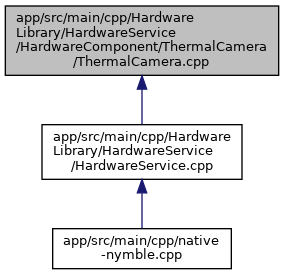 app/src/main/cpp/Hardware
Library/HardwareService
/HardwareComponent/ThermalCamera
/ThermalCamera.cpp
app/src/main/cpp/Hardware
Library/HardwareService
/HardwareService.cpp
app/src/main/cpp/native
-nymble.cpp